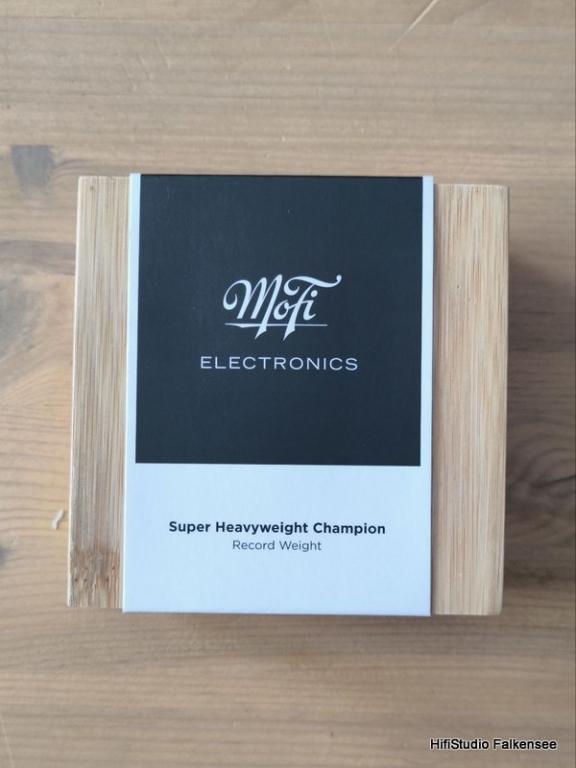 MoFi
ELECTRONICS
Super Heavyweight Champion
Record Weight
HifiStudio Falkensee